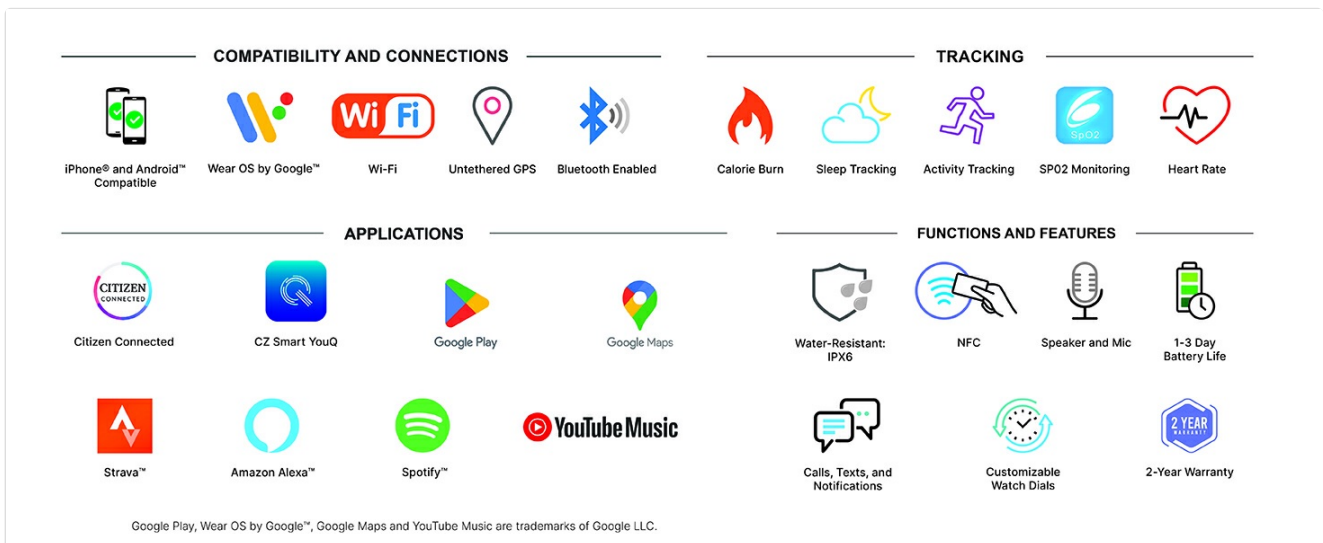 COMPATIBILITY AND CONNECTIONS
TRACKING
Wi Fi
SpO2
iPhone® and Android™
Compatible
Wear OS by Google™
Wi-Fi
Untethered GPS
Bluetooth Enabled
Calorie Burn
Sleep Tracking
Activity Tracking
SP02 Monitoring
Heart Rate
APPLICATIONS
FUNCTIONS AND FEATURES
CITIZEN
CONNECTED
Citizen Connected
CZ Smart YouQ
Google Play
Google Maps
Water-Resistant:
IPX6
NFC
Speaker and Mic
1-3 Day
Battery Life
YouTube Music
2 YEAR
WARRANTY
Strava™
Amazon Alexa™
Spotify™
Calls, Texts, and
Notifications
Customizable
Watch Dials
2-Year Warranty
Google Play, Wear OS by Google™, Google Maps and YouTube Music are trademarks of Google LLC.